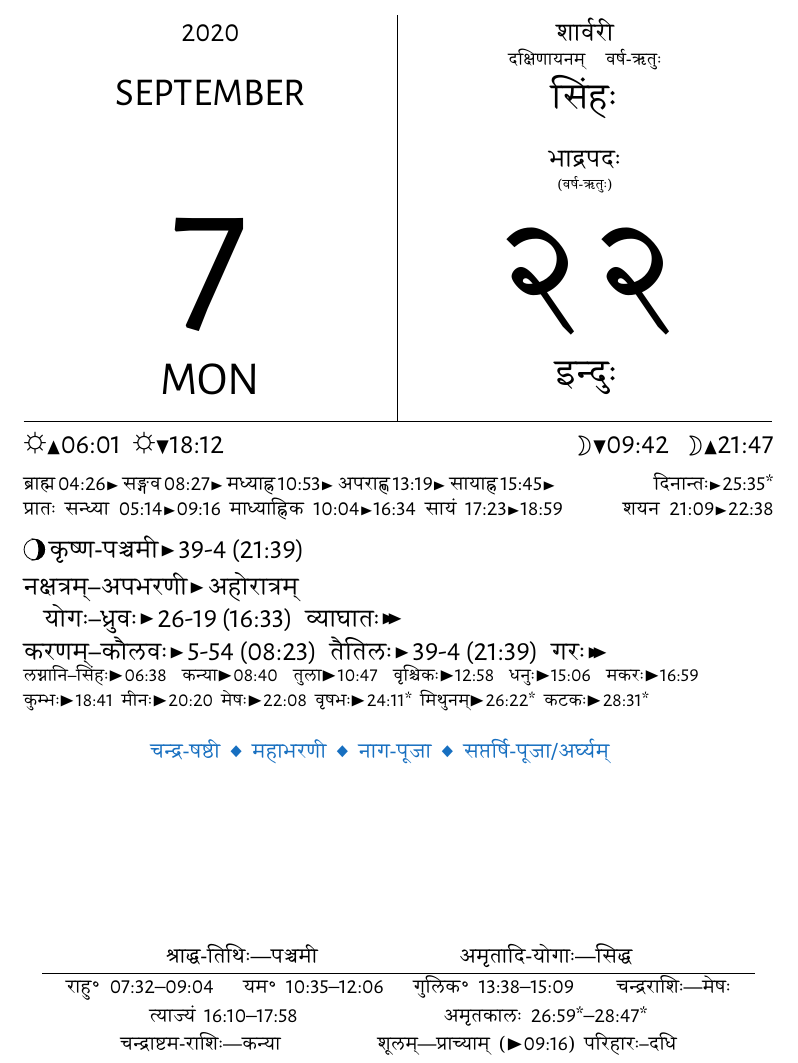 2020
SEPTEMBER
7
MON
शार्वरी
दक्षिणायनम् वर्ष-ऋतुः
सिंहः
भाद्रपदः
(वर्ष-ऋतुः)
२२
इन्दुः
☼▲06:01 ☼▼18:12 ☽▼09:42 ☽▲21:47
ब्राह्म 04:26► सङ्गव 08:27► मध्याह्न 10:53► अपराह्ण 13:19► सायाह्न 15:45► दिनान्तः►25:35*
प्रातः सन्ध्या 05:14►09:16 माध्याह्निक 10:04►16:34 सायं 17:23►18:59 शयन 21:09►22:38
कृष्ण-पञ्चमी►39-4 (21:39)
नक्षत्रम्–अपभरणी►अहोरात्रम्
योगः–ध्रुवः►26-19 (16:33) व्याघातः►►
करणम्–कौलवः►5-54 (08:23) तैतिलः►39-4 (21:39) गरः►►
लग्नानि–सिंहः►06:38 कन्या►08:40 तुला►10:47 वृश्चिकः►12:58 धनुः►15:06 मकरः►16:59
कुम्भः►18:41 मीनः►20:20 मेषः►22:08 वृषभः►24:11* मिथुनम्►26:22* कटकः►28:31*
चन्द्र-षष्ठी ◆ महाभरणी ◆ नाग-पूजा ◆ सप्तर्षि-पूजा/अर्घ्यम्
श्राद्ध-तिथिः—पञ्चमी अमृतादि-योगाः—सिद्ध
राहु° 07:32–09:04 यम° 10:35–12:06 गुलिक° 13:38–15:09 चन्द्रराशिः—मेषः
त्याज्यं 16:10–17:58 अमृतकालः 26:59*–28:47*
चन्द्राष्टम-राशिः—कन्या शूलम्—प्राच्याम् (►09:16) परिहारः–दधि